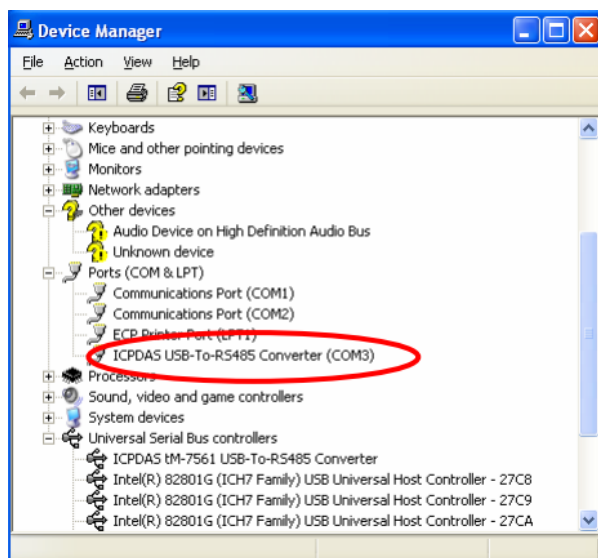 Device Manager
File Action View Help
Keyboards
Mice and other pointing devices
Monitors
Network adapters
Other devices
Audio Device on High Definition Audio Bus
Unknown device
Ports (COM & LPT)
Communications Port (COM1)
Communications Port (COM2)
ECP Printer Port (LPT1)
ICPDAS USB-To-RS485 Converter (COM3)
Processors
Sound, video and game controllers
System devices
Universal Serial Bus controllers
ICPDAS tM-7561 USB-To-RS485 Converter
Intel(R) 82801G (ICH7 Family) USB Universal Host Controller - 27C8
Intel(R) 82801G (ICH7 Family) USB Universal Host Controller - 27C9
Intel(R) 82801G (ICH7 Family) USB Universal Host Controller - 27CA